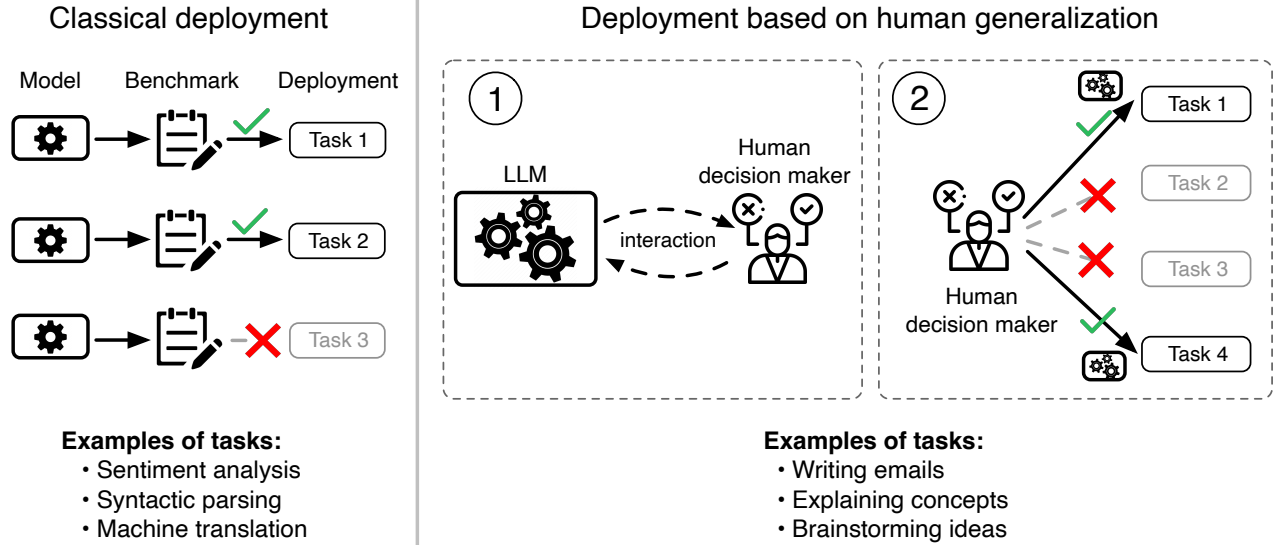 Classical deployment
Model Benchmark Deployment
Task 1
Task 2
Task 3
Examples of tasks:
• Sentiment analysis
• Syntactic parsing
• Machine translation
Deployment based on human generalization
1
LLM
Human
decision maker
interaction
2
Task 1
Task 2
Task 3
Human
decision maker
Task 4
Examples of tasks:
• Writing emails
• Explaining concepts
• Brainstorming ideas